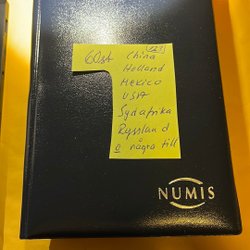 60st China
Holland
Mexico
USA
Sydafrika
Ryssland
o några till
NUMIS